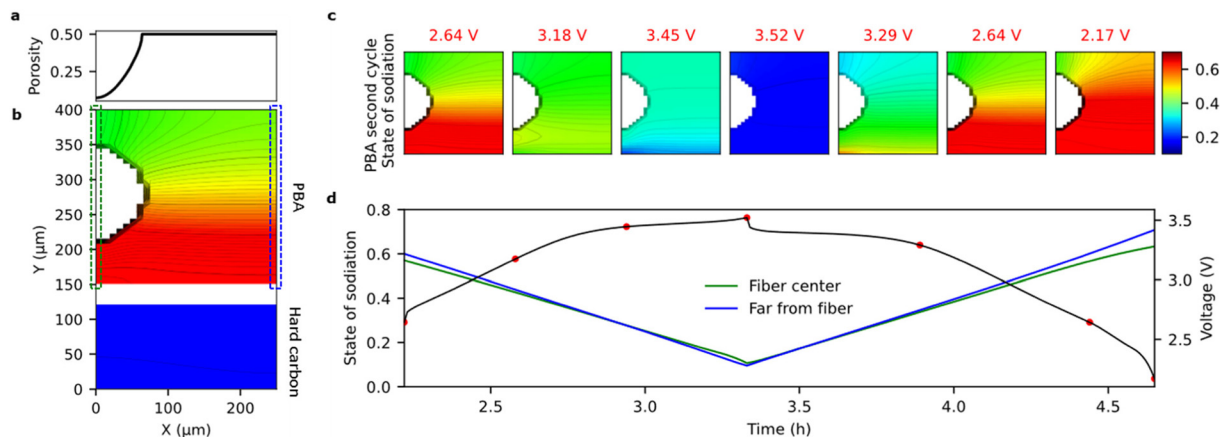 a
0.50
0.25
Porosity
b
400
350
300
250
200
150
100
50
0
Y (μm)
PBA
Hard carbon
0
100
200
X (μm)
c
2.64 V
3.18 V
3.45 V
3.52 V
3.29 V
2.64 V
2.17 V
PBA second cycle
State of sodiation
0.6
0.4
0.2
d
0.8
0.6
0.4
0.2
0.0
State of sodiation
Fiber center
Far from fiber
3.5
3.0
2.5
Voltage (V)
2.5
3.0
3.5
4.0
4.5
Time (h)